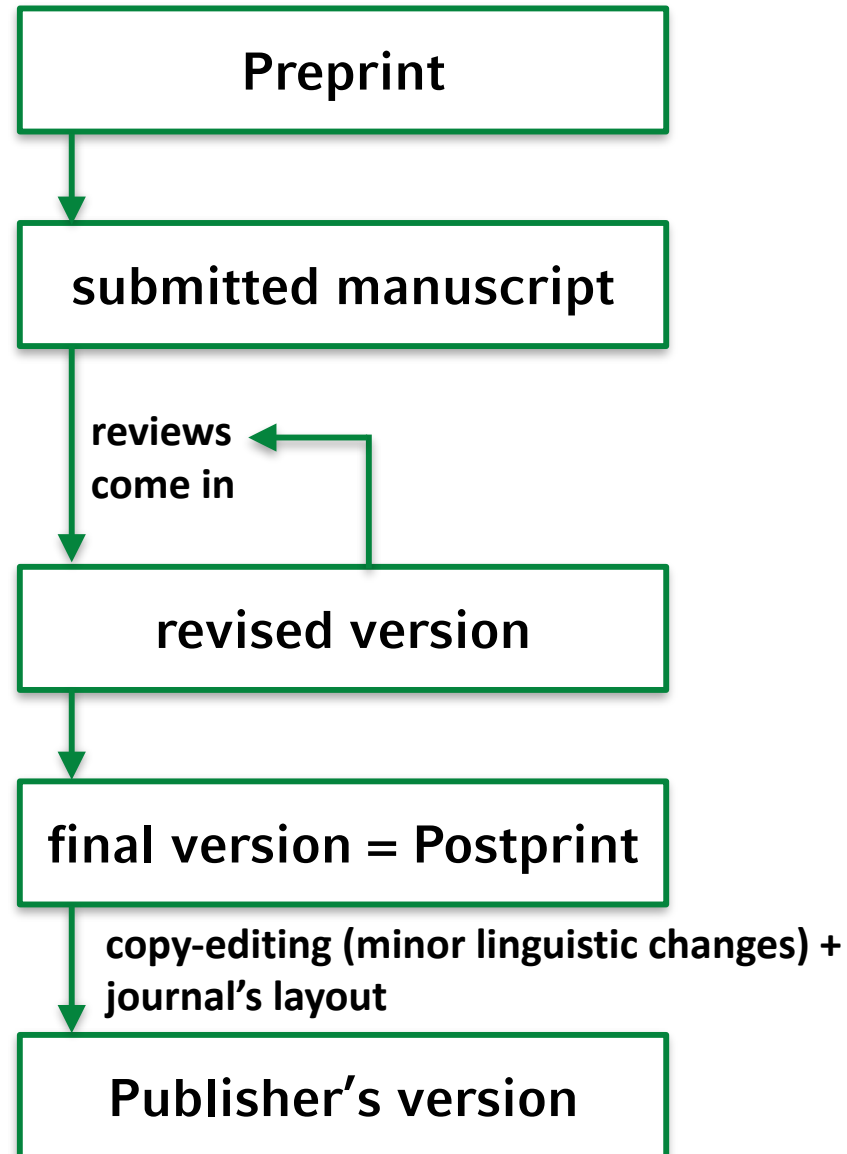 Preprint
submitted manuscript
reviews
come in
revised version
final version = Postprint
copy-editing (minor linguistic changes) +
journal’s layout
Publisher’s version